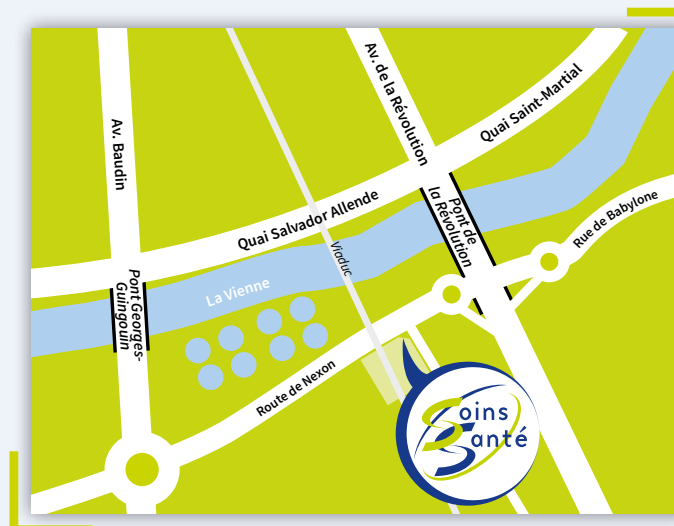 Av. de la Révolution
Quai Saint-Martial
Av. Baudin
Quai Salvador Allende
Pont de
la Révolution
Rue de Babylone
Viaduc
Pont Georges-
Guingouin
La Vienne
Route de Nexon
Soins
Santé